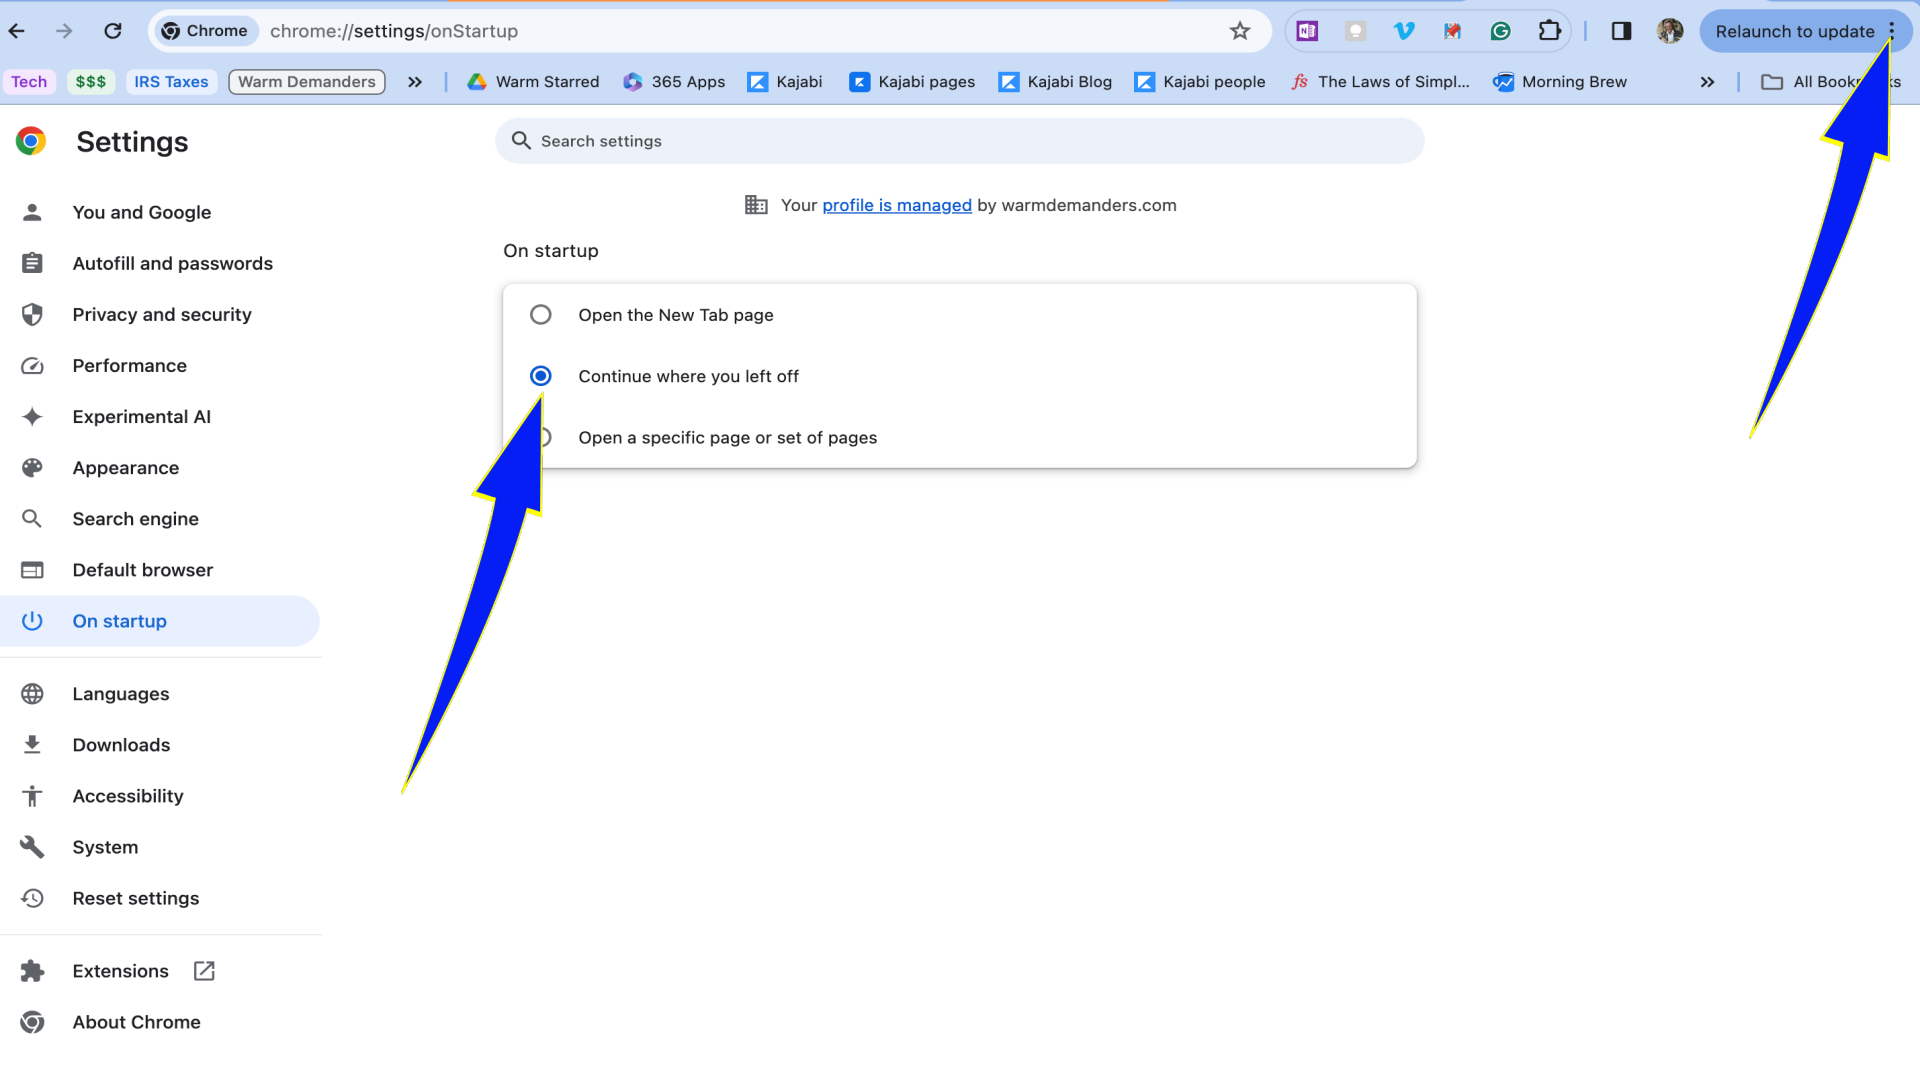 Chrome chrome://settings/onStartup Relaunch to update
Tech $$$ IRS Taxes Warm Demanders Warm Starred 365 Apps Kajabi Kajabi pages Kajabi Blog Kajabi people The Laws of Simpl... Morning Brew All
Settings
Search settings
Your profile is managed by warmdemanders.com
You and Google
Autofill and passwords
Privacy and security
Performance
Experimental AI
Appearance
Search engine
Default browser
On startup
Languages
Downloads
Accessibility
System
Reset settings
Extensions
About Chrome
On startup
Open the New Tab page
Continue where you left off
Open a specific page or set of pages